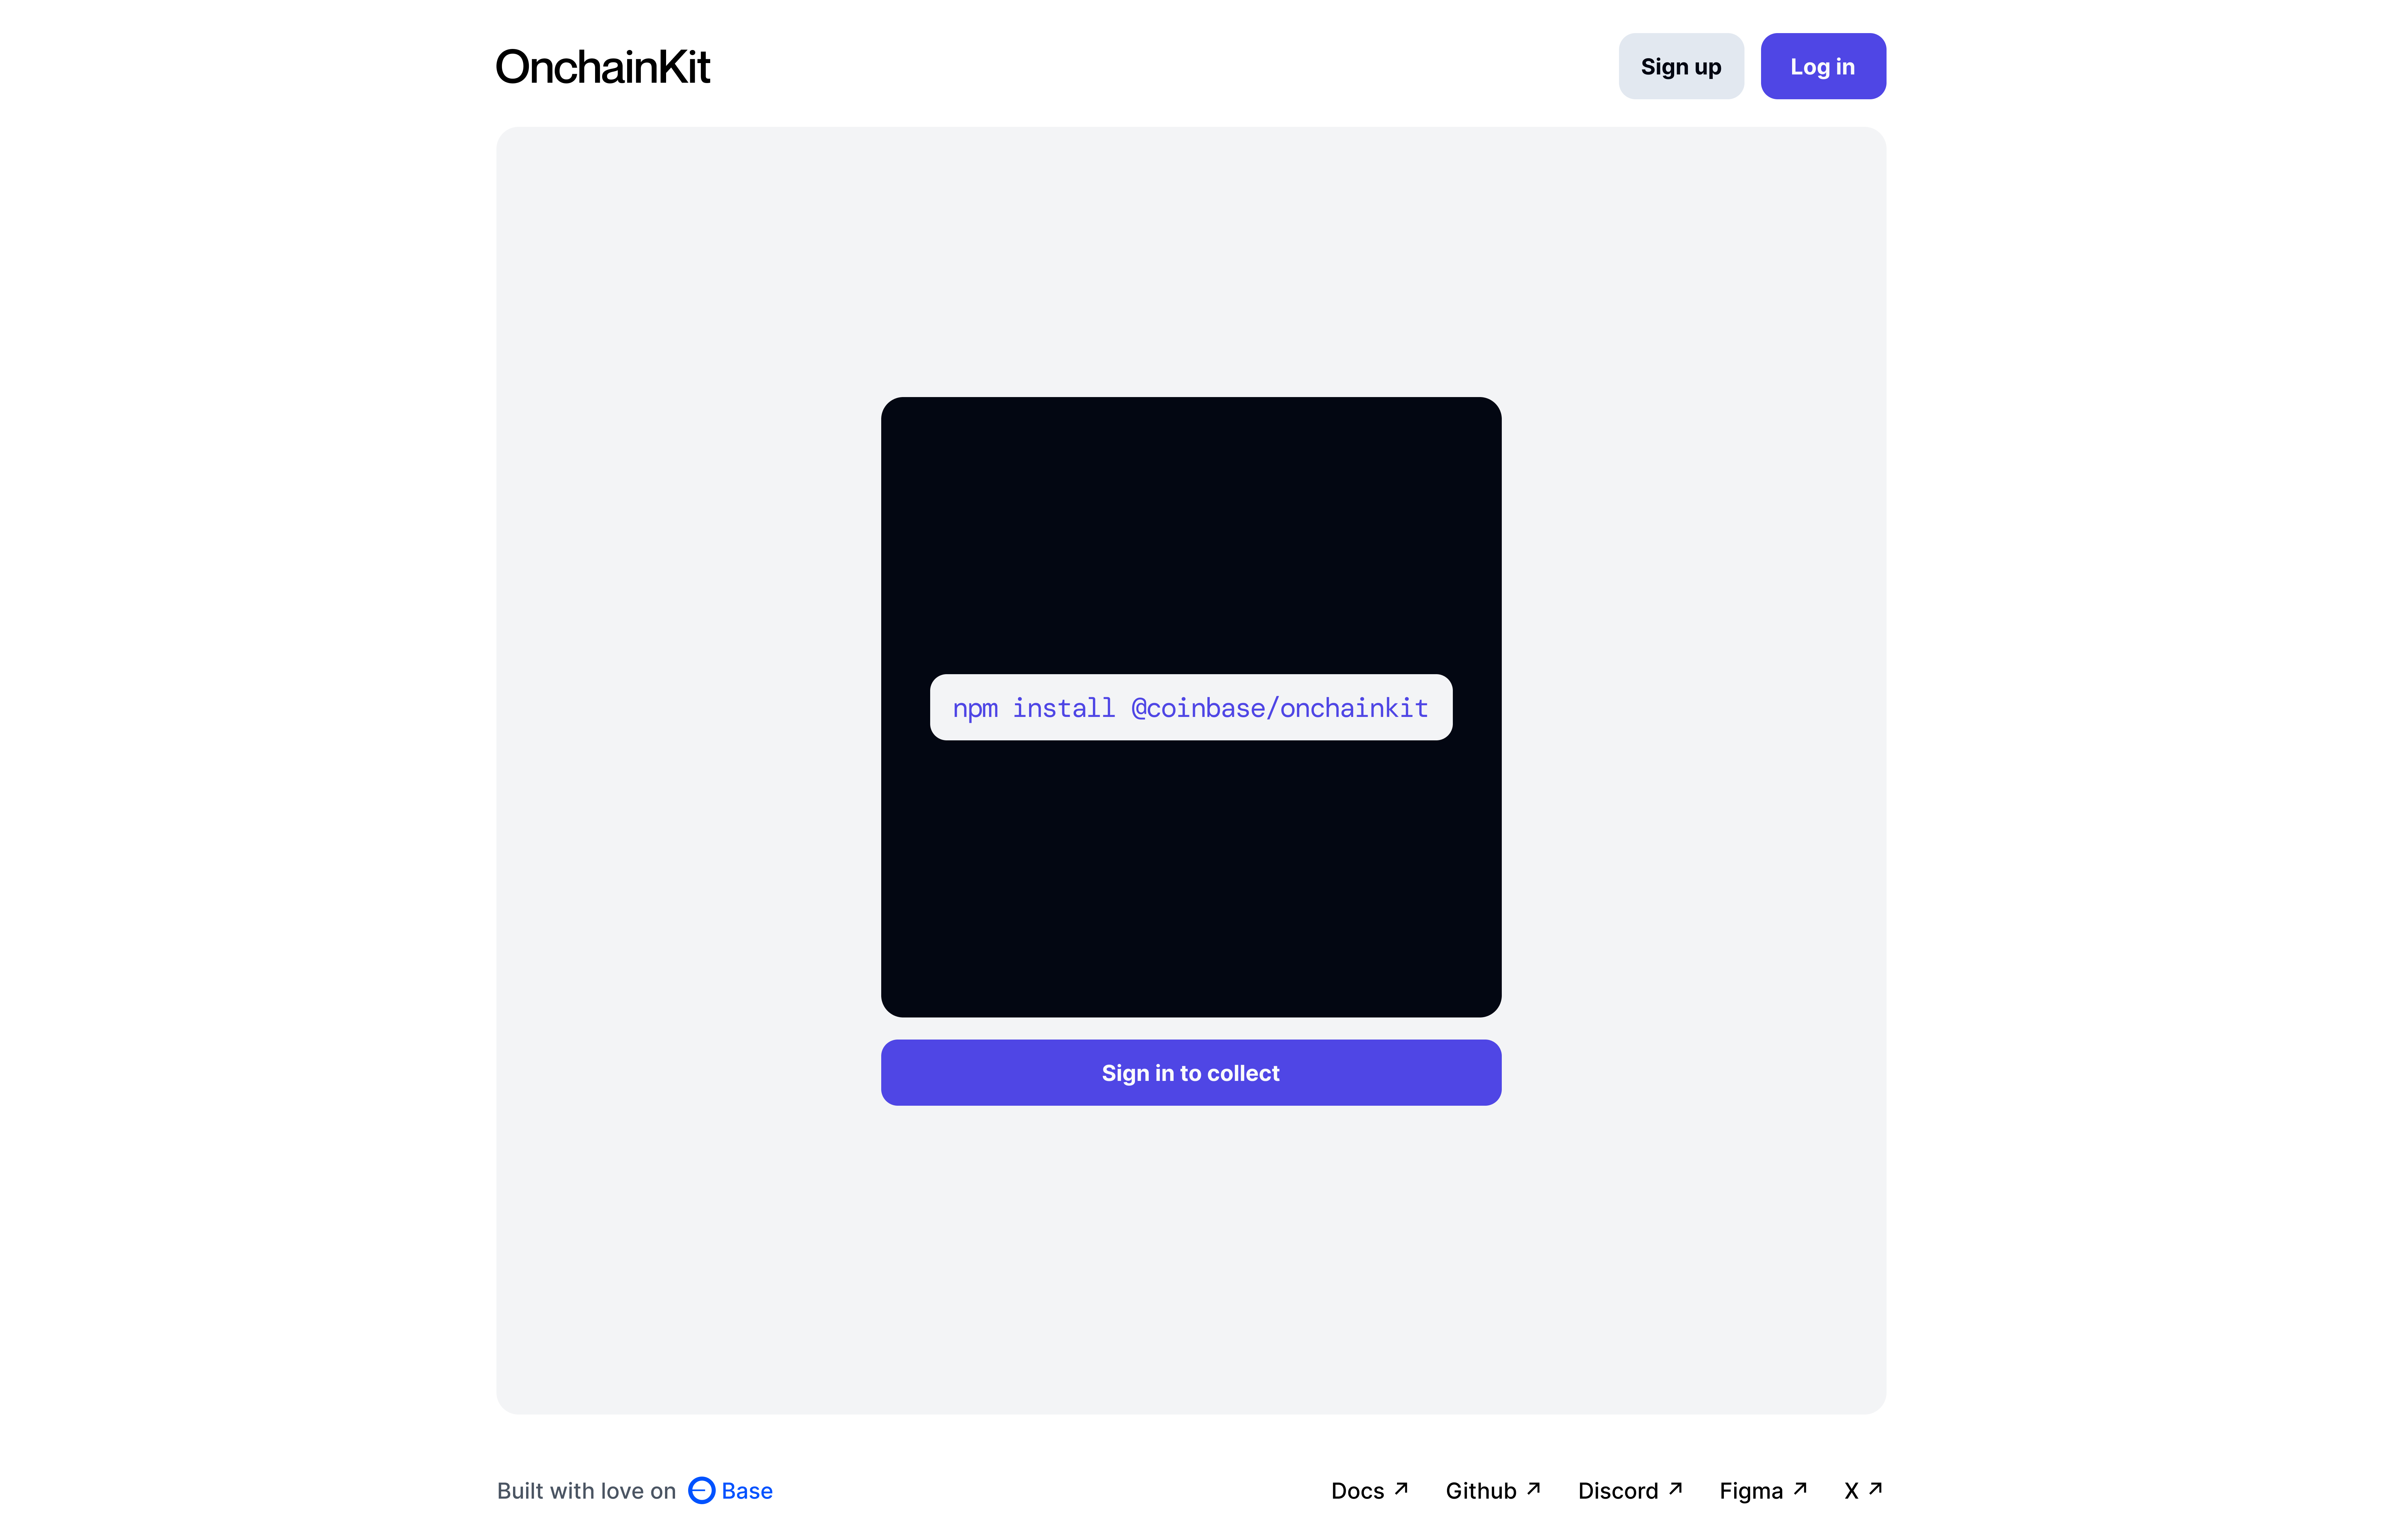 OnchainKit
Sign up
Log in
npm install @coinbase/onchainkit
Sign in to collect
Built with love on Base
Docs ↗ Github ↗ Discord ↗ Figma ↗ X ↗